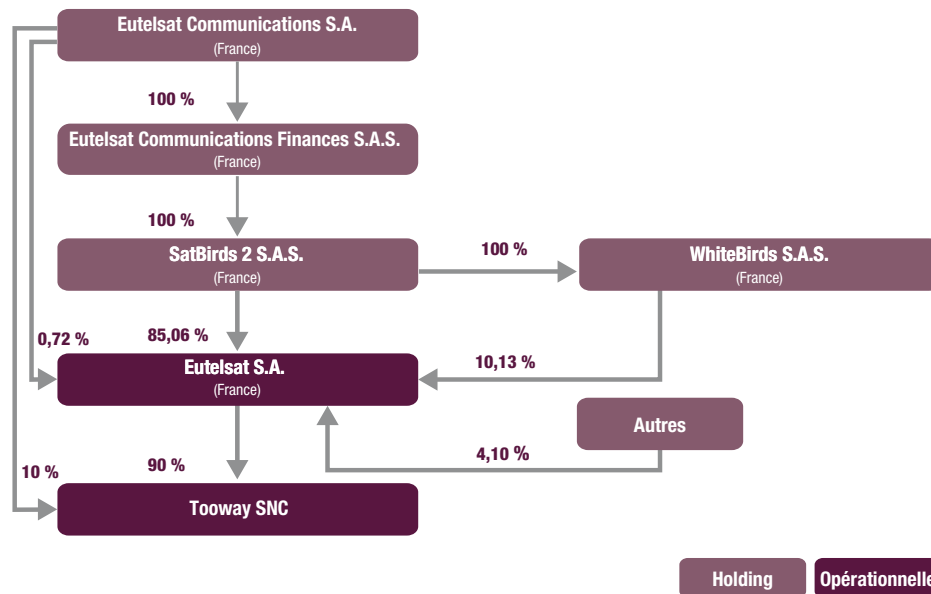 Eutelsat Communications S.A.
(France)
100 %
Eutelsat Communications Finances S.A.S.
(France)
100 %
SatBirds 2 S.A.S.
(France)
100 %
WhiteBirds S.A.S.
(France)
0,72 %
85,06 %
Eutelsat S.A.
(France)
10,13 %
Autres
4,10 %
10 %
90 %
Tooway SNC
Holding
Opérationnelle